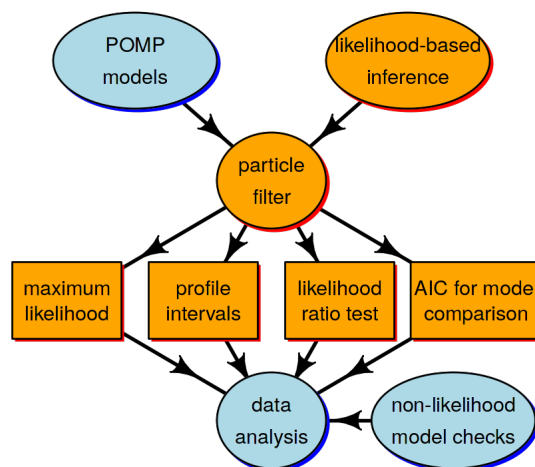 POMP
models
likelihood-based
inference
particle
filter
maximum
likelihood
profile
intervals
likelihood
ratio test
AIC for mode
comparison
data
analysis
non-likelihood
model checks